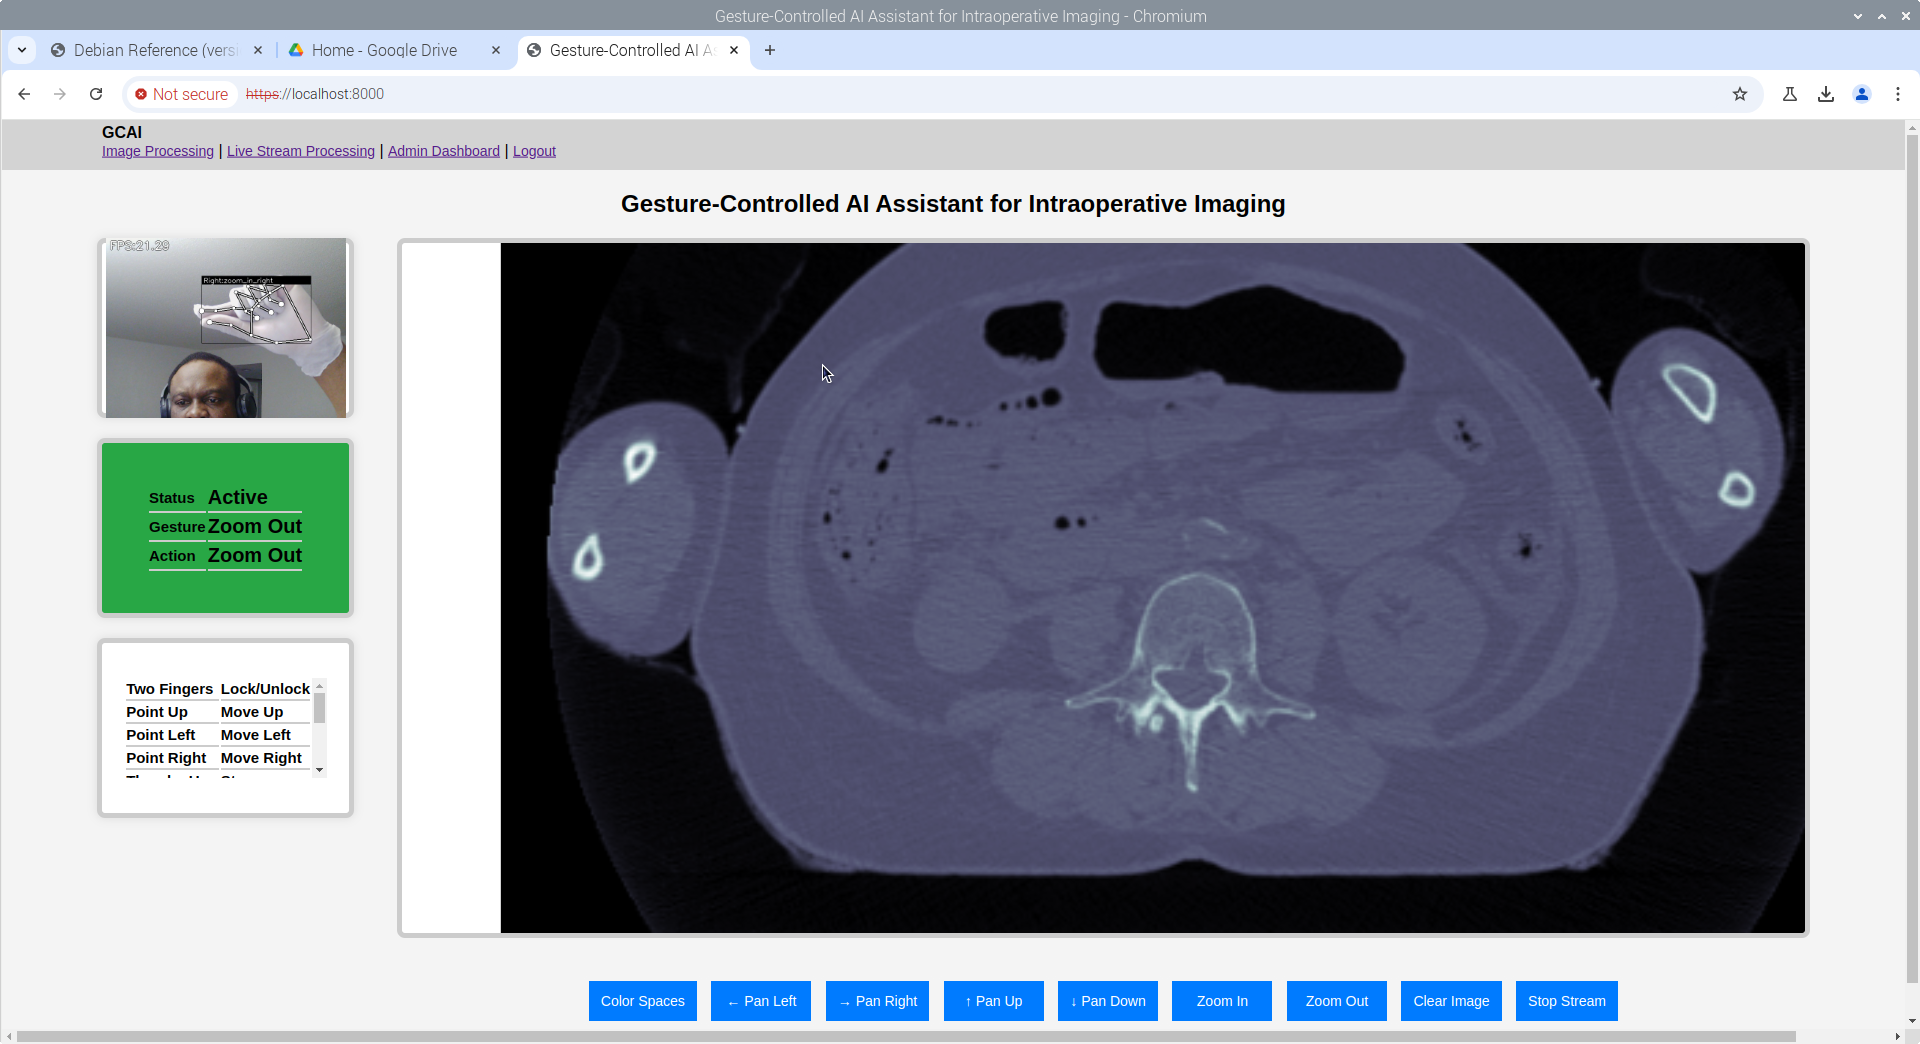 Gesture-Controlled AI Assistant for Intraoperative Imaging - Chromium
Debian Reference (versi
Home - Google Drive
Gesture-Controlled AI As
Not secure
https://localhost:8000
GCAI
Image Processing | Live Stream Processing | Admin Dashboard | Logout
Gesture-Controlled AI Assistant for Intraoperative Imaging
FPS:21.29
Right:zoom_in_right
Status Active
Gesture Zoom Out
Action Zoom Out
Two Fingers Lock/Unlock
Point Up Move Up
Point Left Move Left
Point Right Move Right
Color Spaces ← Pan Left → Pan Right ↑ Pan Up ↓ Pan Down Zoom In Zoom Out Clear Image Stop Stream